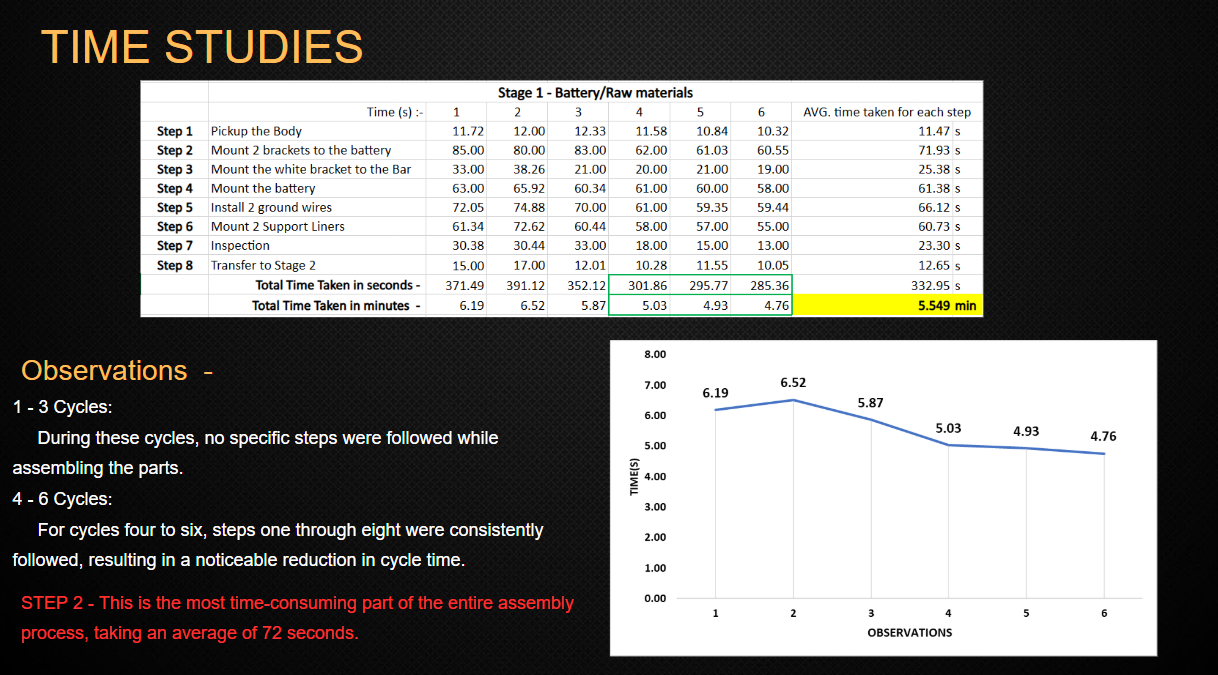 TIME STUDIES
Stage 1 - Battery/Raw materials
Time (s) :- 1 2 3 4 5 6 AVG. time taken for each step
Step 1 Pickup the Body 11.72 12.00 12.33 11.58 10.84 10.32 11.47 s
Step 2 Mount 2 brackets to the battery 85.00 80.00 83.00 62.00 61.03 60.55 71.93 s
Step 3 Mount the white bracket to the Bar 33.00 38.26 21.00 20.00 21.00 19.00 25.38 s
Step 4 Mount the battery 63.00 65.92 60.34 61.00 60.00 58.00 61.38 s
Step 5 Install 2 ground wires 72.05 74.88 70.00 61.00 59.35 59.44 66.12 s
Step 6 Mount 2 Support Liners 61.34 72.62 60.44 58.00 57.00 55.00 60.73 s
Step 7 Inspection 30.38 30.44 33.00 18.00 15.00 13.00 23.30 s
Step 8 Transfer to Stage 2 15.00 17.00 12.01 10.28 11.55 10.05 12.65 s
Total Time Taken in seconds - 371.49 391.12 352.12 301.86 295.77 285.36 332.95 s
Total Time Taken in minutes - 6.19 6.52 5.87 5.03 4.93 4.76 5.549 min
Observations -
1 - 3 Cycles:
During these cycles, no specific steps were followed while
assembling the parts.
4 - 6 Cycles:
For cycles four to six, steps one through eight were consistently
followed, resulting in a noticeable reduction in cycle time.
STEP 2 - This is the most time-consuming part of the entire assembly
process, taking an average of 72 seconds.
8.00
7.00
6.00
5.00
4.00
3.00
2.00
1.00
0.00
TIME(S)
6.19 6.52 5.87 5.03 4.93 4.76
1 2 3 4 5 6
OBSERVATIONS